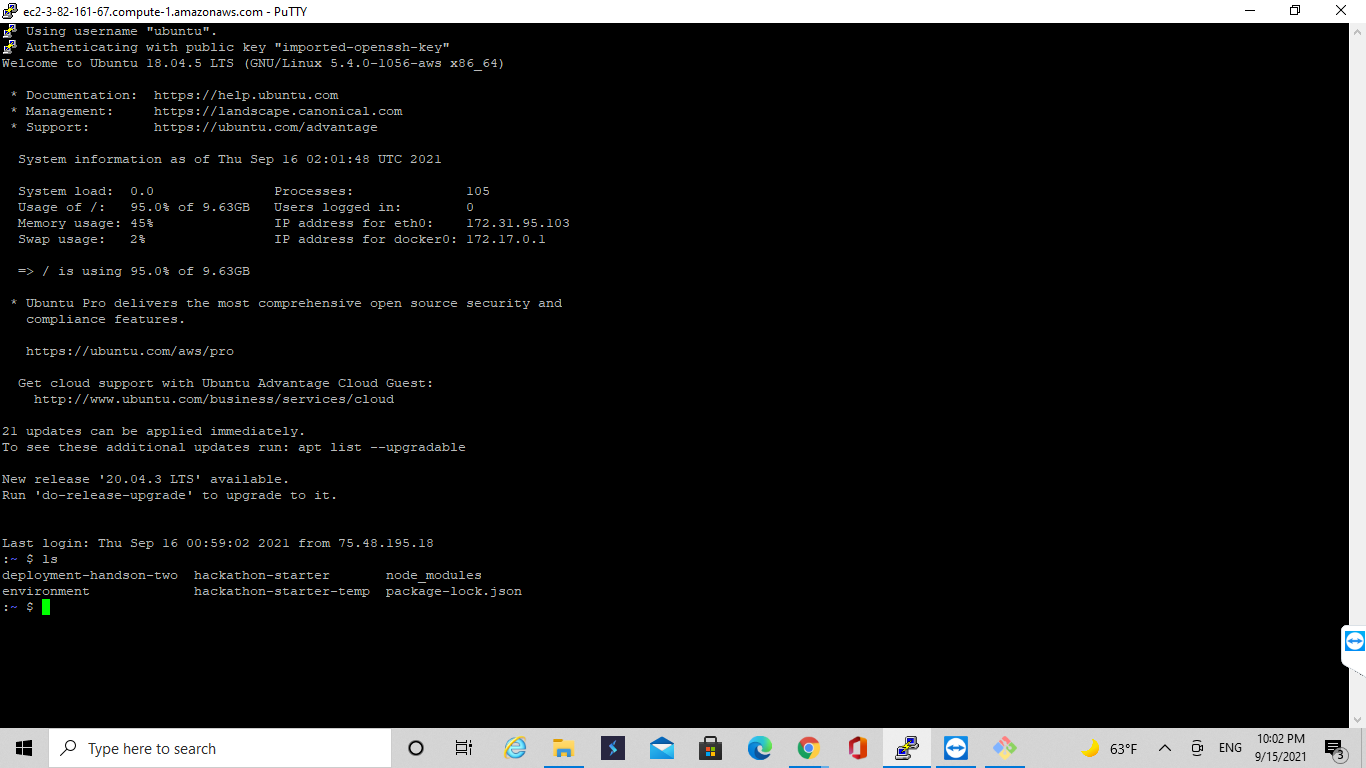 ec2-3-82-161-67.compute-1.amazonaws.com - PuTTY
Using username "ubuntu".
Authenticating with public key "imported-openssh-key"
Welcome to Ubuntu 18.04.5 LTS (GNU/Linux 5.4.0-1056-aws x86_64)
* Documentation:  https://help.ubuntu.com
* Management:     https://landscape.canonical.com
* Support:        https://ubuntu.com/advantage
System information as of Thu Sep 16 02:01:48 UTC 2021
System load:  0.0               Processes:              105
Usage of /:   95.0% of 9.63GB   Users logged in:        0
Memory usage: 45%               IP address for eth0:    172.31.95.103
Swap usage:   2%                IP address for docker0: 172.17.0.1
=> / is using 95.0% of 9.63GB
* Ubuntu Pro delivers the most comprehensive open source security and
compliance features.
https://ubuntu.com/aws/pro
Get cloud support with Ubuntu Advantage Cloud Guest:
http://www.ubuntu.com/business/services/cloud
21 updates can be applied immediately.
To see these additional updates run: apt list --upgradable
New release '20.04.3 LTS' available.
Run 'do-release-upgrade' to upgrade to it.
Last login: Thu Sep 16 00:59:02 2021 from 75.48.195.18
:~ $ ls
deployment-handson-two  hackathon-starter       node_modules
environment             hackathon-starter-temp  package-lock.json
:~ $
Type here to search
63°F
ENG
10:02 PM
9/15/2021
3